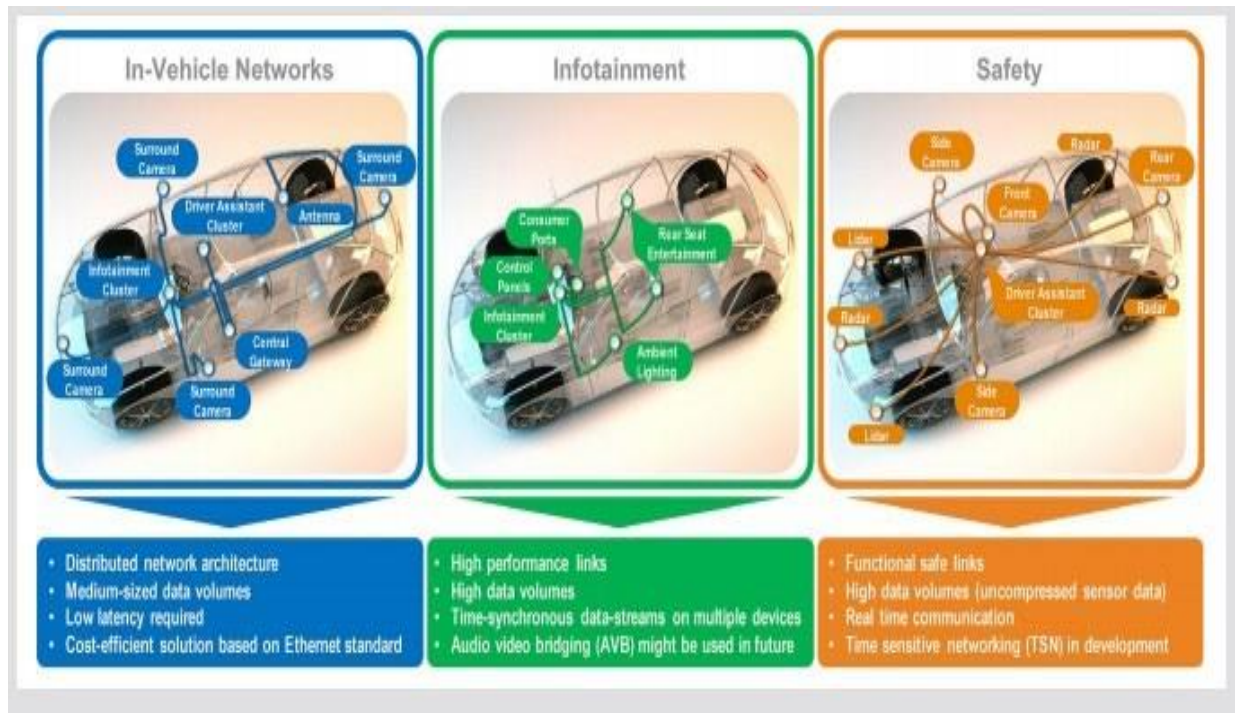 In-Vehicle Networks
Surround
Camera
Surround
Camera
Driver Assistant
Cluster
Antenna
Infotainment
Cluster
Central
Gateway
Surround
Camera
Surround
Camera
Infotainment
Consumer
Ports
Rear Seat
Entertainment
Control
Panels
Infotainment
Cluster
Ambient
Lighting
Safety
Side
Camera
Radar
Rear
Camera
Front
Camera
Lidar
Driver Assistant
Cluster
Radar
Radar
Side
Camera
Lidar
• Distributed network architecture
• Medium-sized data volumes
• Low latency required
• Cost-efficient solution based on Ethernet standard
• High performance links
• High data volumes
• Time-synchronous data-streams on multiple devices
• Audio video bridging (AVB) might be used in future
• Functional safe links
• High data volumes (uncompressed sensor data)
• Real time communication
• Time sensitive networking (TSN) in development